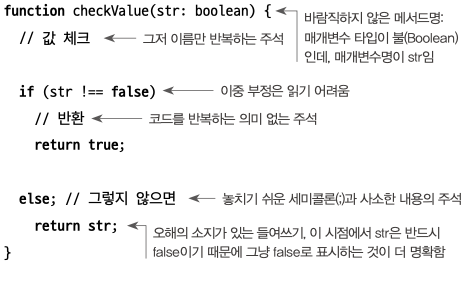 function checkValue(str: boolean) {
바람직하지 않은 메서드명:
// 값 체크
그저 이름만 반복하는 주석
매개변수 타입이 불(Boolean)
인데, 매개변수명이 str임
if (str !== false)
이중 부정은 읽기 어려움
// 반환
코드를 반복하는 의미 없는 주석
return true;
else; // 그렇지 않으면
놓치기 쉬운 세미콜론(;)과 사소한 내용의 주석
return str;
오해의 소지가 있는 들여쓰기, 이 시점에서 str은 반드시
false이기 때문에 그냥 false로 표시하는 것이 더 명확함
}